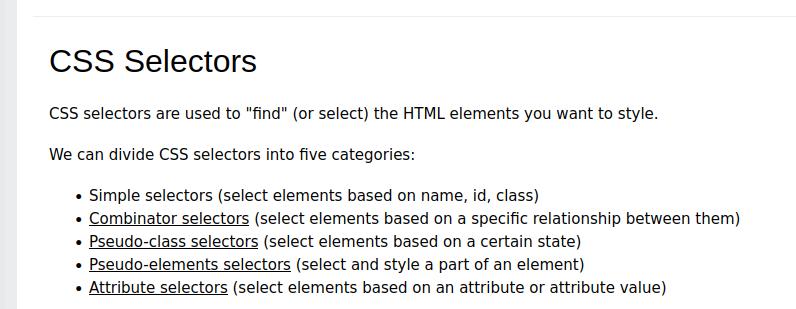 CSS Selectors
CSS selectors are used to "find" (or select) the HTML elements you want to style.
We can divide CSS selectors into five categories:
• Simple selectors (select elements based on name, id, class)
• Combinator selectors (select elements based on a specific relationship between them)
• Pseudo-class selectors (select elements based on a certain state)
• Pseudo-elements selectors (select and style a part of an element)
• Attribute selectors (select elements based on an attribute or attribute value)